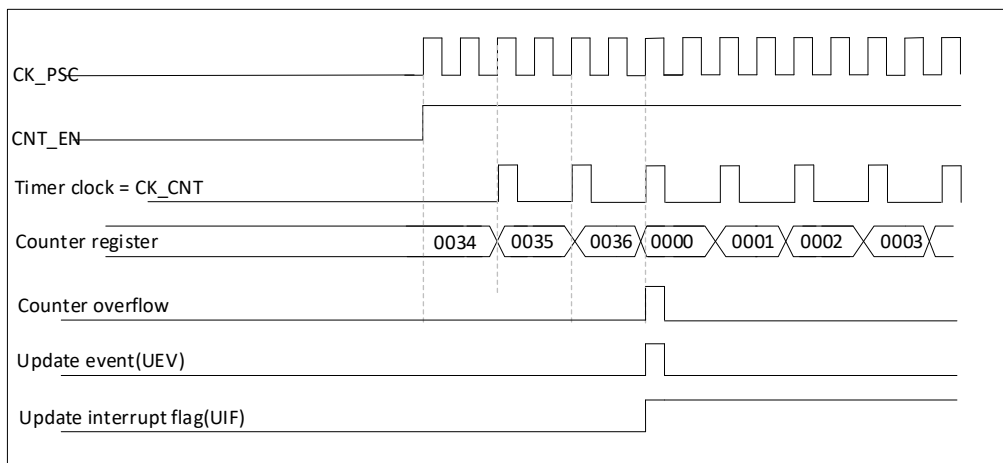 CK_PSC
CNT_EN
Timer clock = CK_CNT
Counter register
0034 0035 0036 0000 0001 0002 0003
Counter overflow
Update event(UEV)
Update interrupt flag(UIF)